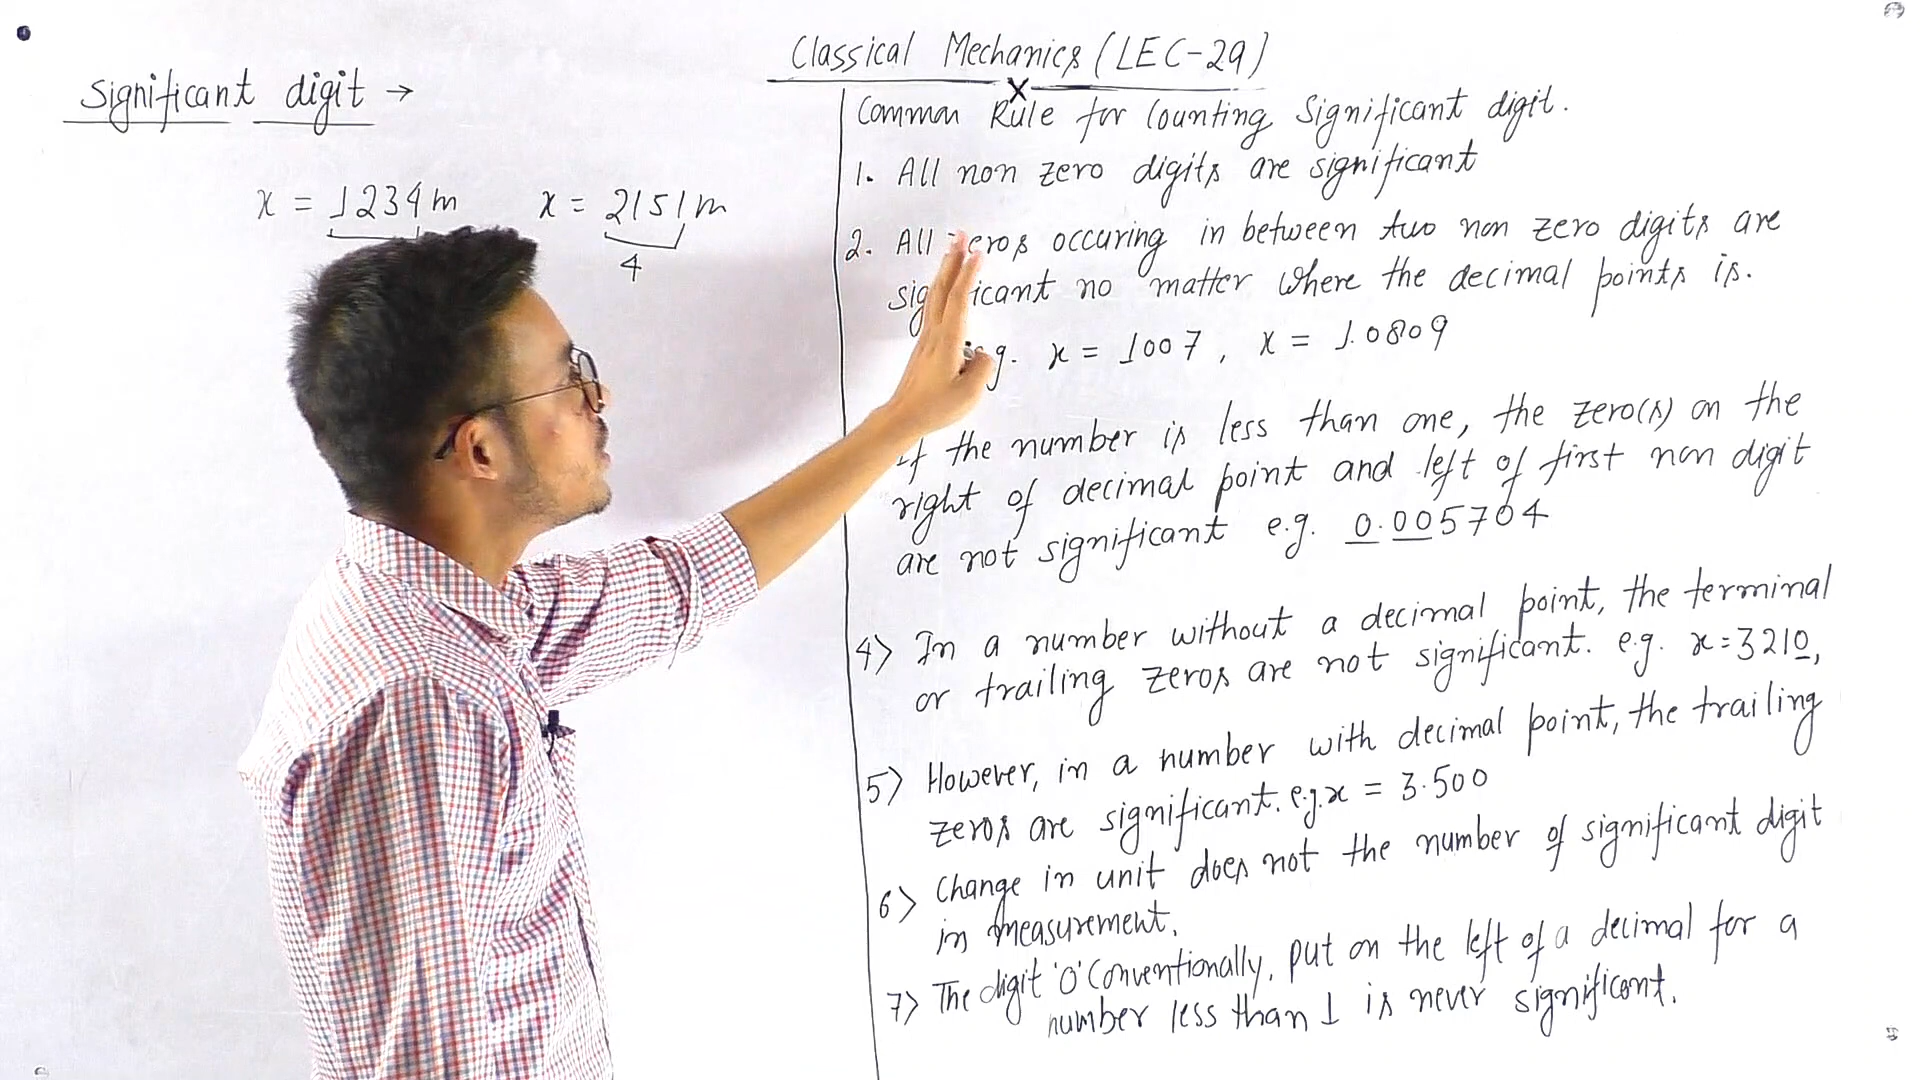 Classical Mechanics (LEC-29)
Significant digit →
x = 1234m x = 2151m
4
x
Common Rule for Counting Significant digit.
1. All non zero digits are significant
2. All zeros occuring in between two non zero digits are
significant no matter where the decimal points is.
e.g. x = 1007, x = 1.0809
If the number is less than one, the zero(s) on the
right of decimal point and left of first non digit
are not significant e.g. 0.005704
4) In a number without a decimal point, the terminal
or trailing zeros are not significant. e.g. x=3210,
5) However, in a number with decimal point, the trailing
zeros are significant. e.g. x = 3.500
6) Change in unit does not the number of significant digit
in measurement.
7) The digit '0' Conventionally, put on the left of a decimal for a
number less than 1 is never significant.